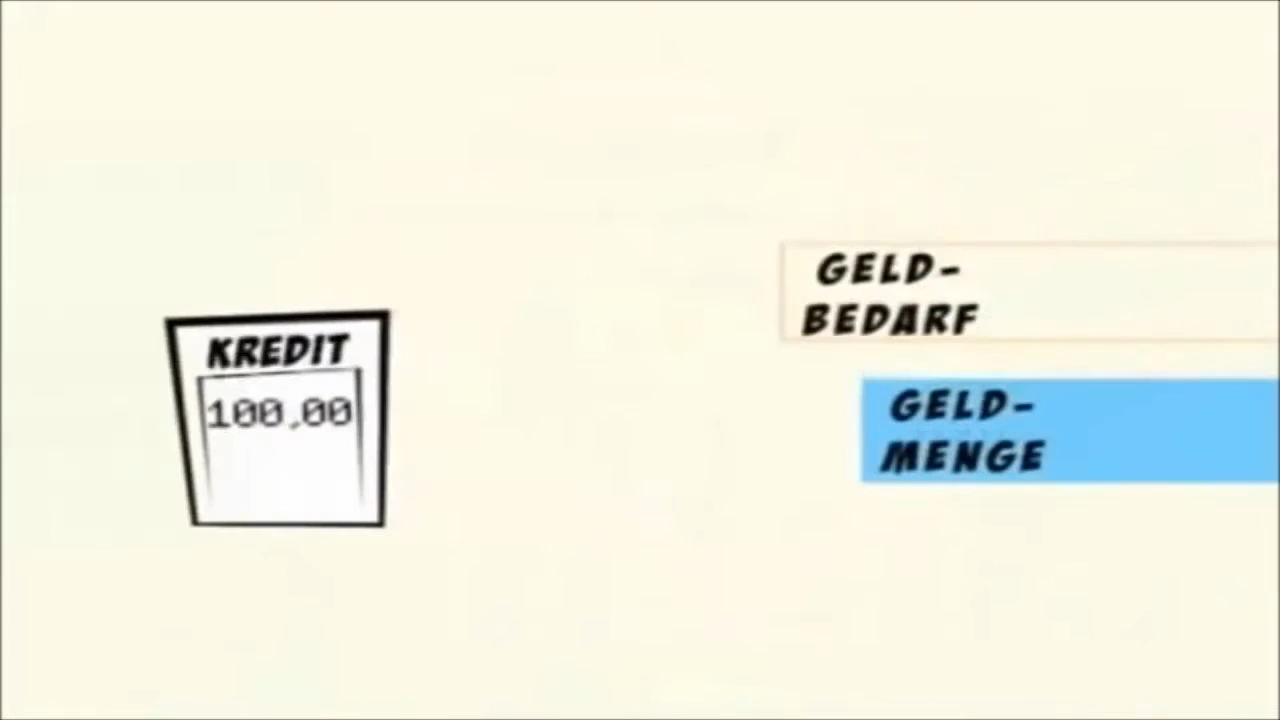 KREDIT
100,00
GELD-
BEDARF
GELD-
MENGE